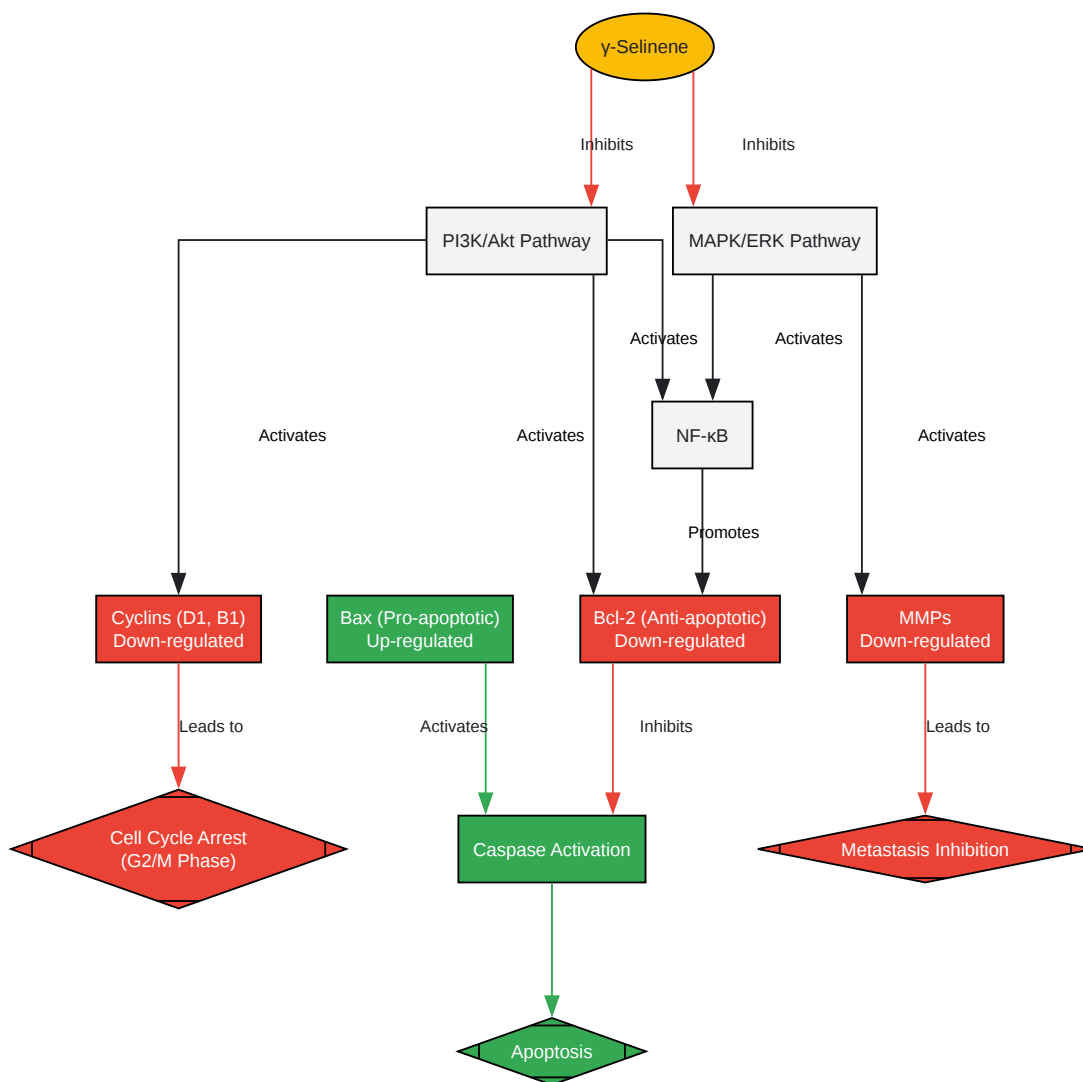 γ-Selinene
Inhibits
Inhibits
PI3K/Akt Pathway
MAPK/ERK Pathway
Activates
Activates
Activates
Activates
Activates
NF-κB
Promotes
Cyclins (D1, B1)
Down-regulated
Bax (Pro-apoptotic)
Up-regulated
Bcl-2 (Anti-apoptotic)
Down-regulated
MMPs
Down-regulated
Leads to
Activates
Inhibits
Leads to
Cell Cycle Arrest
(G2/M Phase)
Caspase Activation
Metastasis Inhibition
Apoptosis